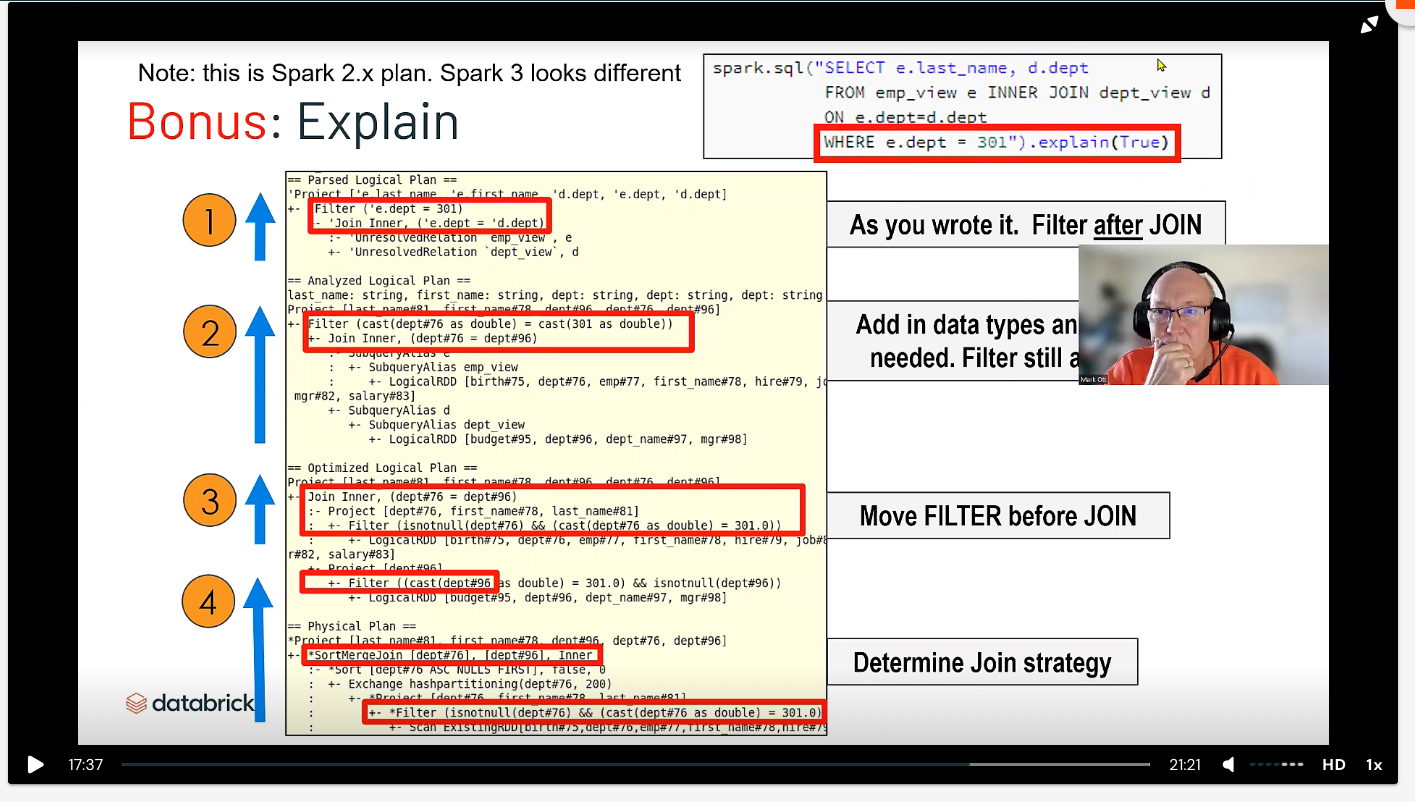 Note: this is Spark 2.x plan. Spark 3 looks different
Bonus: Explain
spark.sql("SELECT e.last_name, d.dept
FROM emp_view e INNER JOIN dept_view d
ON e.dept=d.dept
WHERE e.dept = 301").explain(True)
1
== Parsed Logical Plan ==
'Project ['e.last_name, 'e.first_name, 'd.dept, 'e.dept, 'd.dept]
+- 'Filter ('e.dept = 301)
+- 'Join Inner, ('e.dept = 'd.dept)
:- 'UnresolvedRelation `emp_view`, e
+- 'UnresolvedRelation `dept_view`, d
As you wrote it. Filter after JOIN
2
== Analyzed Logical Plan ==
last_name: string, first_name: string, dept: string, dept: string, dept: string
Project [last_name#81, first_name#78, dept#96, dept#76, dept#96]
+- Filter (cast(dept#76 as double) = cast(301 as double))
+- Join Inner, (dept#76 = dept#96)
:- SubqueryAlias e
: +- SubqueryAlias emp_view
: +- LogicalRDD [birth#75, dept#76, emp#77, first_name#78, hire#79, jo
mgr#82, salary#83]
+- SubqueryAlias d
+- SubqueryAlias dept_view
+- LogicalRDD [budget#95, dept#96, dept_name#97, mgr#98]
Add in data types an
needed. Filter still a
Mark Ott
3
== Optimized Logical Plan ==
Project [last_name#81, first_name#78, dept#96, dept#76, dept#96]
+- Join Inner, (dept#76 = dept#96)
:- Project [dept#76, first_name#78, last_name#81]
: +- Filter (isnotnull(dept#76) && (cast(dept#76 as double) = 301.0))
: +- LogicalRDD [birth#75, dept#76, emp#77, first_name#78, hire#79, job#8
r#82, salary#83]
+- Project [dept#96]
+- Filter ((cast(dept#96 as double) = 301.0) && isnotnull(dept#96))
+- LogicalRDD [budget#95, dept#96, dept_name#97, mgr#98]
Move FILTER before JOIN
4
== Physical Plan ==
*Project [last_name#81, first_name#78, dept#96, dept#76, dept#96]
+- *SortMergeJoin [dept#76], [dept#96], Inner
:- *Sort [dept#76 ASC NULLS FIRST], false, 0
: +- Exchange hashpartitioning(dept#76, 200)
: +- *Project [dept#76, first_name#78, last_name#81]
: +- *Filter (isnotnull(dept#76) && (cast(dept#76 as double) = 301.0)
: +- Scan ExistingRDD[birth#75,dept#76,emp#77,first_name#78,hire#79
Determine Join strategy
databrick
17:37
21:21
HD
1x